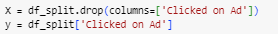 X = df_split.drop(columns=['Clicked on Ad'])
y = df_split['Clicked on Ad']